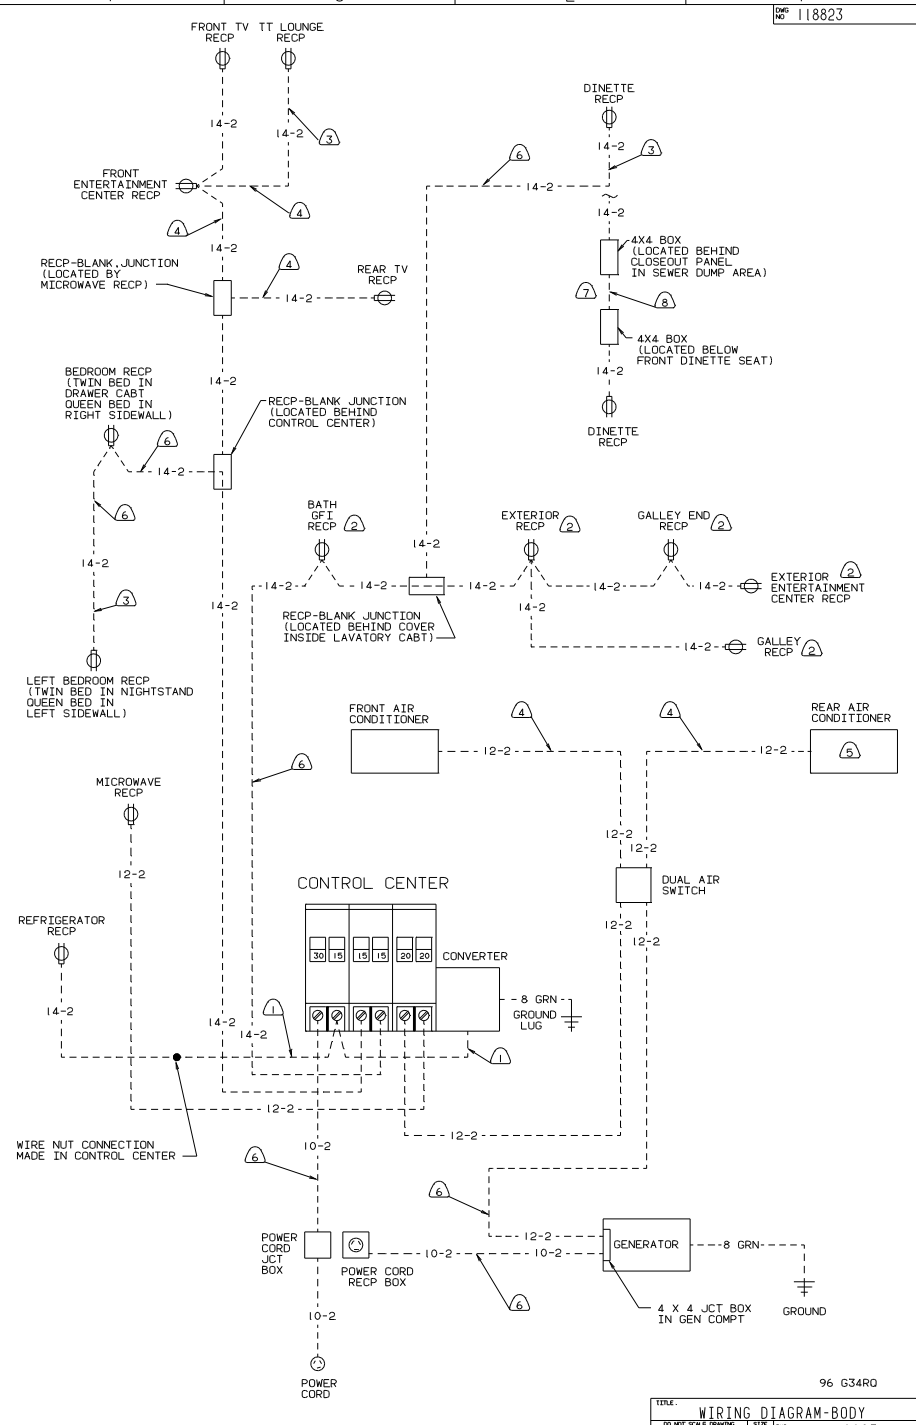 DWG NO 118823
FRONT TV RECP
TT LOUNGE RECP
14-2
14-2
3
DINETTE
RECP
14-2
3
6
14-2
14-2
FRONT
ENTERTAINMENT
CENTER RECP
4
4
14-2
4X4 BOX
(LOCATED BEHIND
CLOSEOUT PANEL
IN SEWER DUMP AREA)
RECP-BLANK,JUNCTION
(LOCATED BY
MICROWAVE RECP)
4
14-2
REAR TV
RECP
7
8
4X4 BOX
(LOCATED BELOW
FRONT DINETTE SEAT)
14-2
DINETTE
RECP
BEDROOM RECP
(TWIN BED IN
DRAWER CABT
QUEEN BED IN
RIGHT SIDEWALL)
14-2
RECP-BLANK JUNCTION
(LOCATED BEHIND
CONTROL CENTER)
6
14-2
6
14-2
3
LEFT BEDROOM RECP
(TWIN BED IN NIGHTSTAND
QUEEN BED IN
LEFT SIDEWALL)
BATH
GFI
RECP
2
EXTERIOR
RECP
2
GALLEY END
RECP
2
14-2
14-2
14-2
14-2
14-2
14-2
EXTERIOR
ENTERTAINMENT
CENTER RECP
2
14-2
14-2
RECP-BLANK JUNCTION
(LOCATED BEHIND COVER
INSIDE LAVATORY CABT)
14-2
GALLEY
RECP
2
FRONT AIR
CONDITIONER
4
4
REAR AIR
CONDITIONER
12-2
12-2
5
6
MICROWAVE
RECP
12-2
12-2
12-2
DUAL AIR
SWITCH
12-2
12-2
CONTROL CENTER
30 15 15 15 20 20
CONVERTER
REFRIGERATOR
RECP
14-2
8 GRN
GROUND
LUG
1
14-2
14-2
1
12-2
12-2
WIRE NUT CONNECTION
MADE IN CONTROL CENTER
10-2
6
6
POWER
CORD
JCT
BOX
POWER CORD
RECP BOX
12-2
10-2
10-2
6
GENERATOR
8 GRN
GROUND
4 X 4 JCT BOX
IN GEN COMPT
10-2
POWER
CORD
96 G34RQ
TITLE.
WIRING DIAGRAM-BODY
DO NOT SCALE DRAWING
SIZE